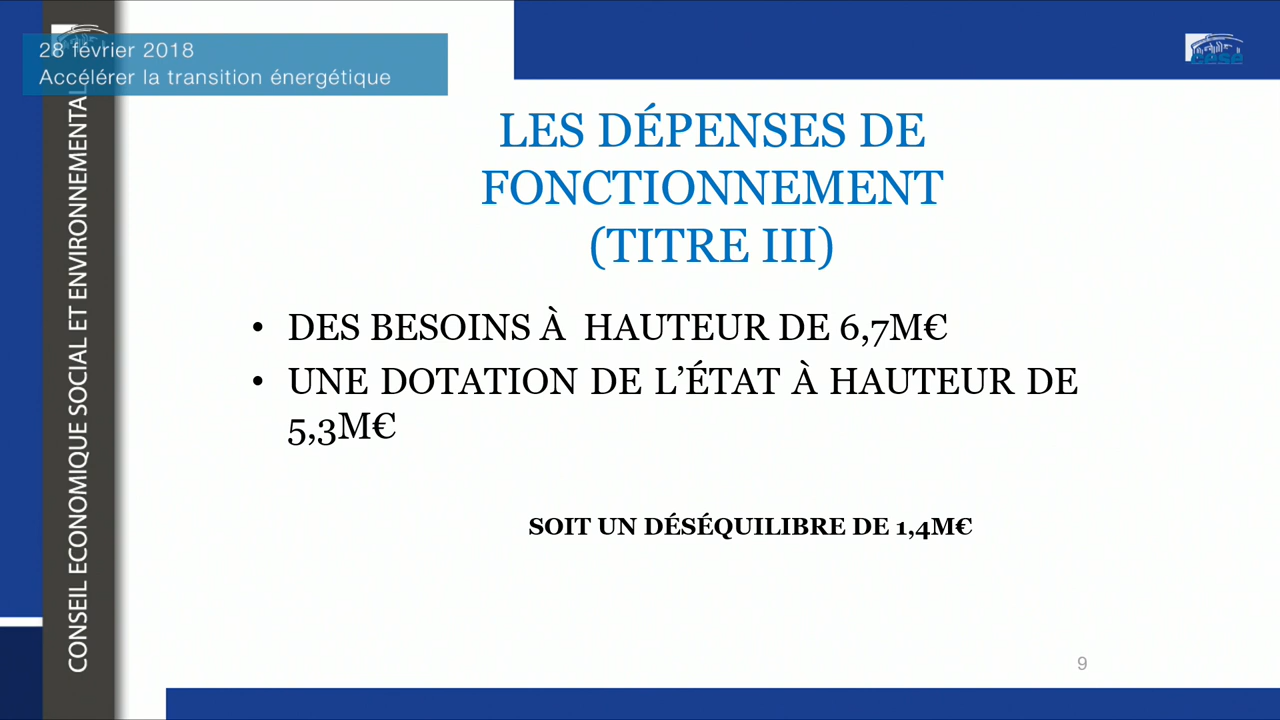 28 février 2018
Accélérer la transition énergétique
cese
CONSEIL ECONOMIQUE SOCIAL ET ENVIRONNEMENTAL
LES DÉPENSES DE
FONCTIONNEMENT
(TITRE III)
• DES BESOINS À HAUTEUR DE 6,7M€
• UNE DOTATION DE L’ÉTAT À HAUTEUR DE
5,3M€
SOIT UN DÉSÉQUILIBRE DE 1,4M€
9